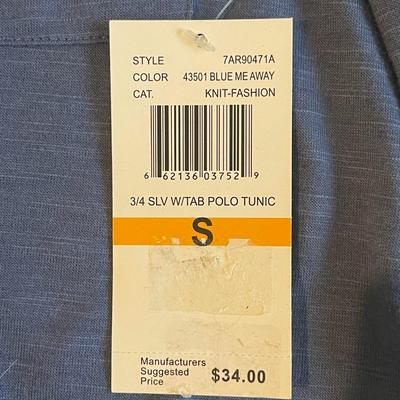 STYLE 7AR90471A
COLOR 43501 BLUE ME AWAY
CAT. KNIT-FASHION
6 62136 03752 9
3/4 SLV W/TAB POLO TUNIC
S
Manufacturers
Suggested
Price $34.00